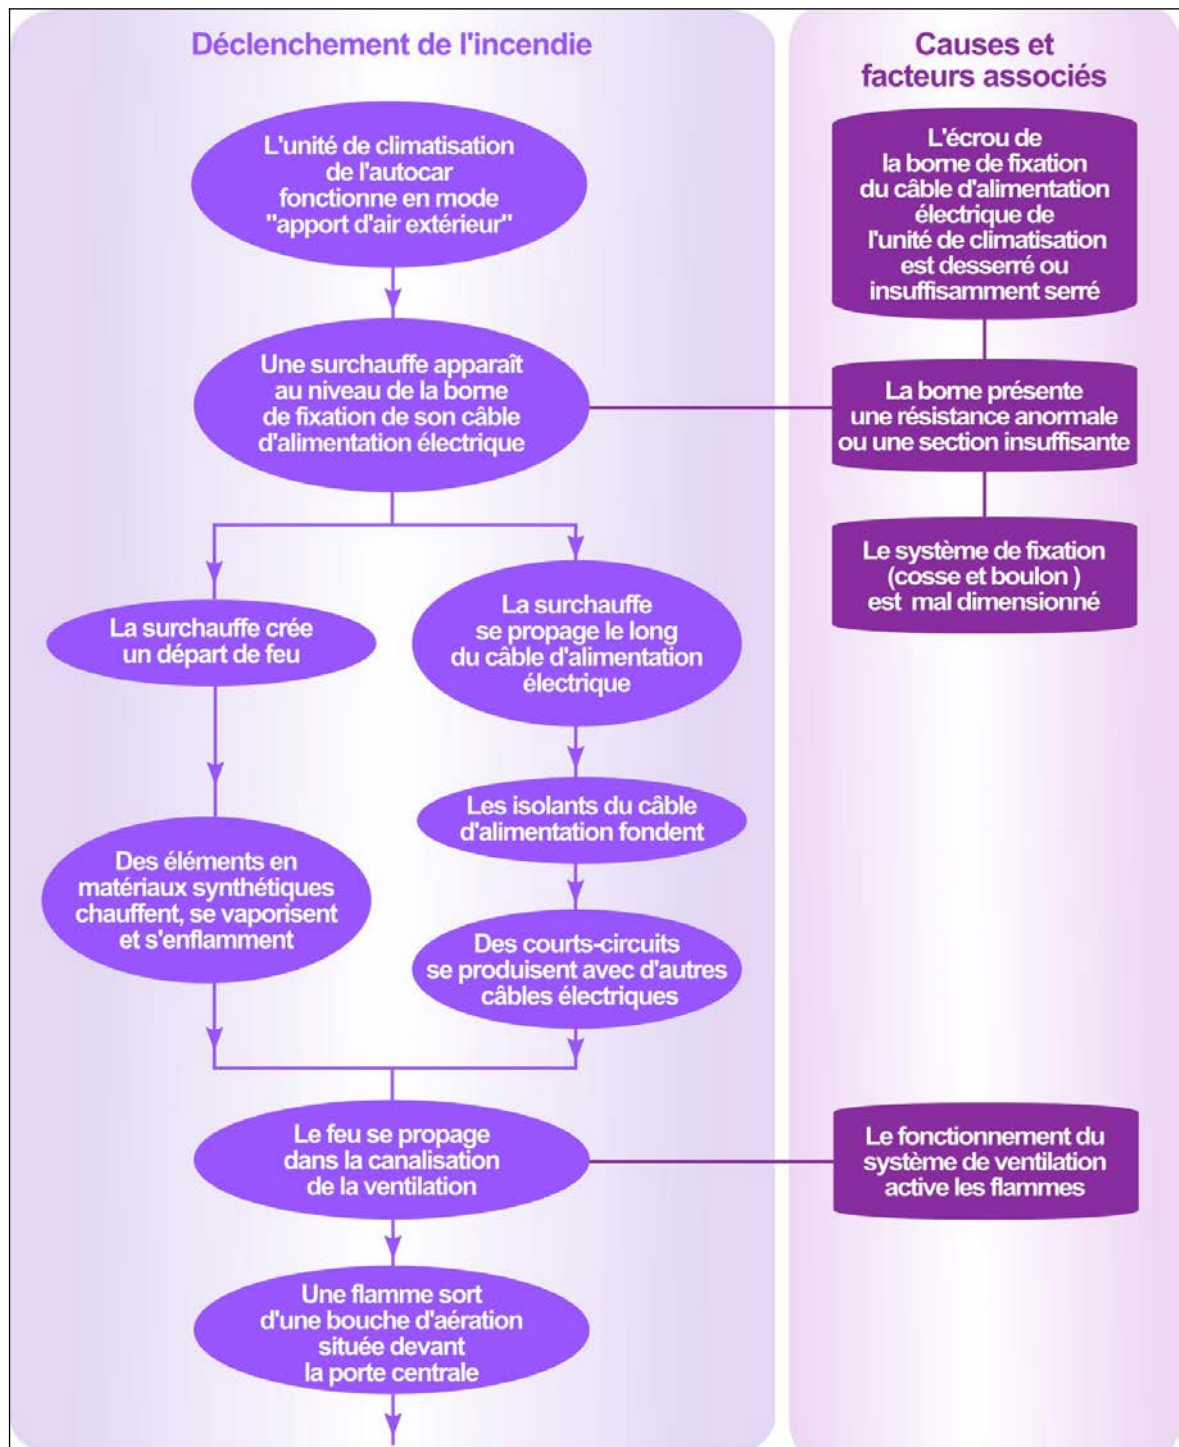 Déclenchement de l'incendie
L'unité de climatisation
de l'autocar
fonctionne en mode
"apport d'air extérieur"
Une surchauffe apparaît
au niveau de la borne
de fixation de son câble
d'alimentation électrique
La surchauffe crée
un départ de feu
La surchauffe
se propage le long
du câble d'alimentation
électrique
Les isolants du câble
d'alimentation fondent
Des éléments en
matériaux synthétiques
chauffent, se vaporisent
et s'enflamment
Des courts-circuits
se produisent avec d'autres
câbles électriques
Le feu se propage
dans la canalisation
de la ventilation
Une flamme sort
d'une bouche d'aération
située devant
la porte centrale
Causes et
facteurs associés
L'écrou de
la borne de fixation
du câble d'alimentation
électrique de
l'unité de climatisation
est desserré ou
insuffisamment serré
La borne présente
une résistance anormale
ou une section insuffisante
Le système de fixation
(cosse et boulon )
est mal dimensionné
Le fonctionnement du
système de ventilation
active les flammes